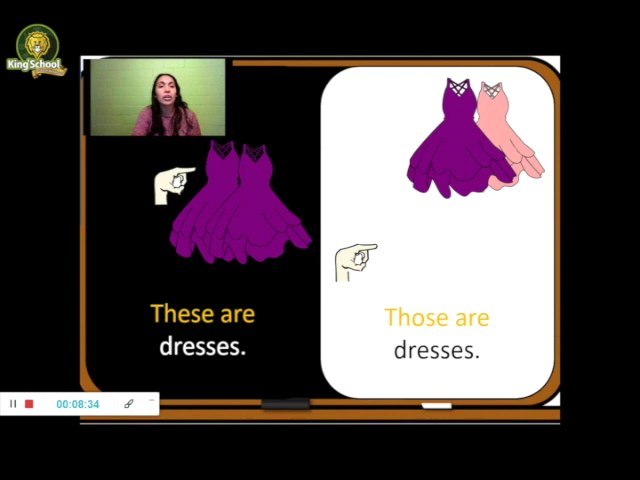 King School
These are
dresses.
Those are
dresses.
00:08:34